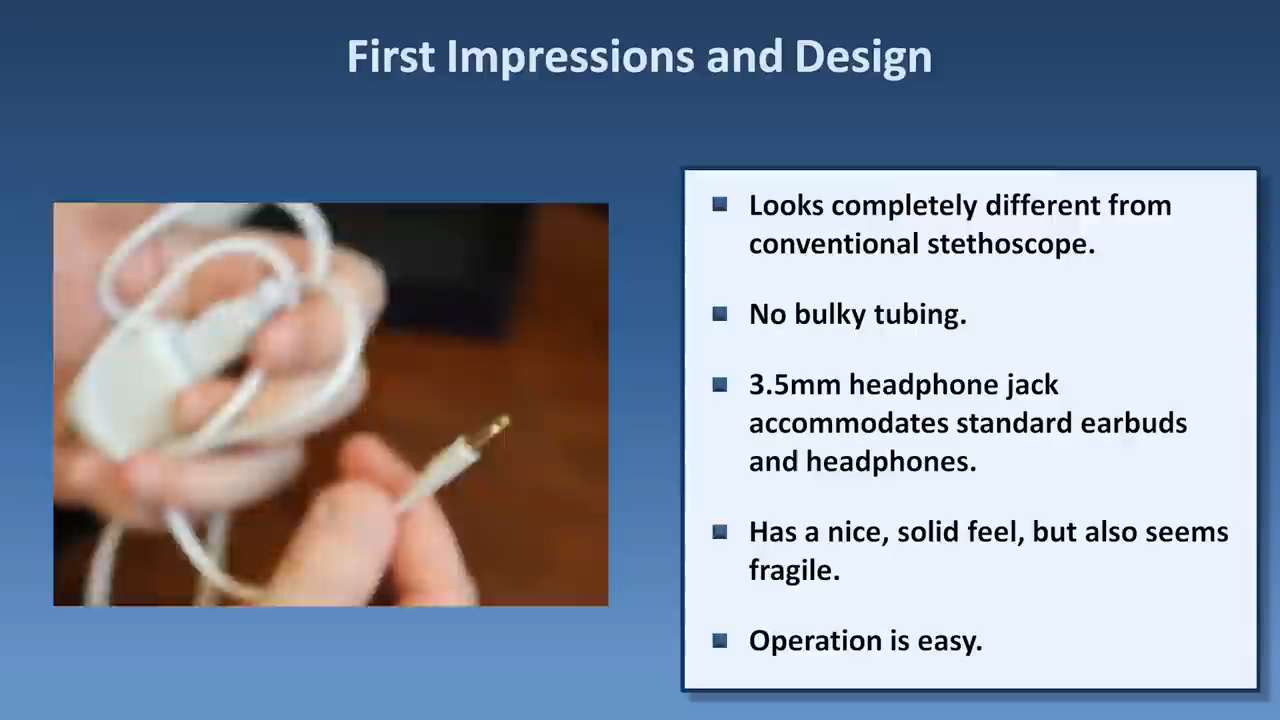 First Impressions and Design
Looks completely different from
conventional stethoscope.
No bulky tubing.
3.5mm headphone jack
accommodates standard earbuds
and headphones.
Has a nice, solid feel, but also seems
fragile.
Operation is easy.